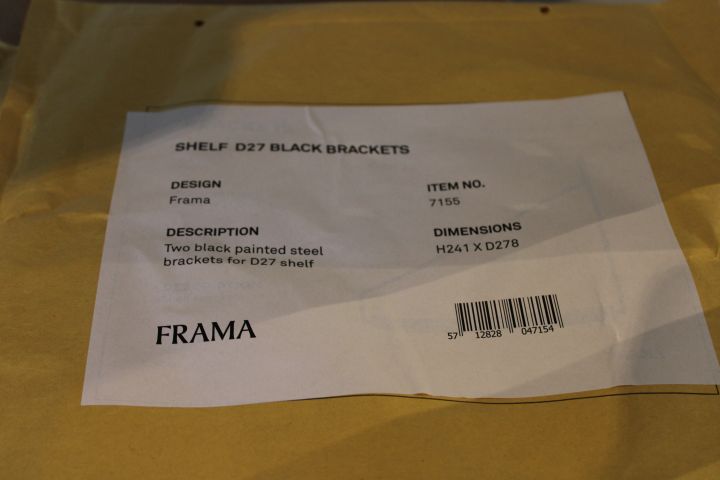 SHELF D27 BLACK BRACKETS
DESIGN
Frama
ITEM NO.
7155
DESCRIPTION
Two black painted steel
brackets for D27 shelf
DIMENSIONS
H241 X D278
FRAMA
57 12828 047154